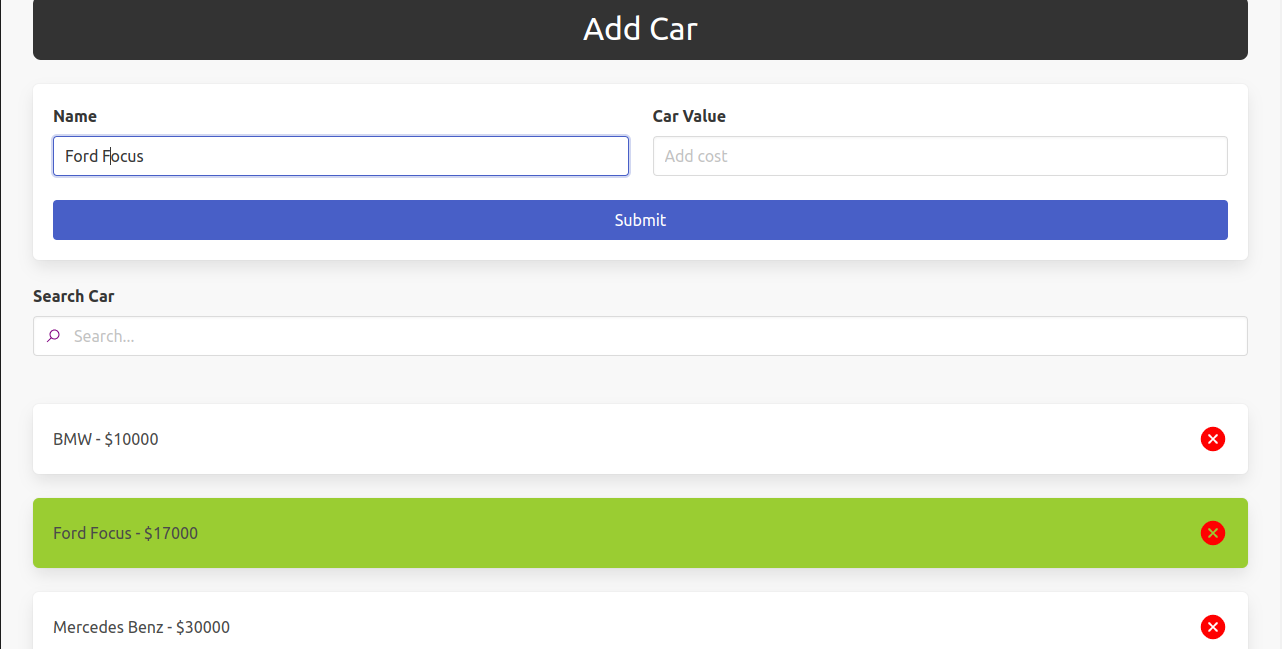 Add Car
Name
Car Value
Ford Focus
Add cost
Submit
Search Car
Search...
BMW - $10000
Ford Focus - $17000
Mercedes Benz - $30000